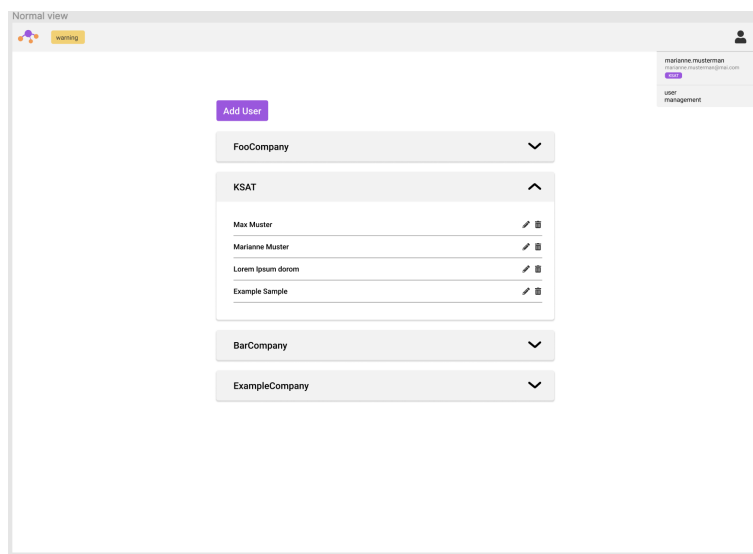 Normal view
warning
marianne.musterman
marianne.musterman@mai.com
KSAT
user
management
Add User
FooCompany
KSAT
Max Muster
Marianne Muster
Lorem Ipsum dorom
Example Sample
BarCompany
ExampleCompany